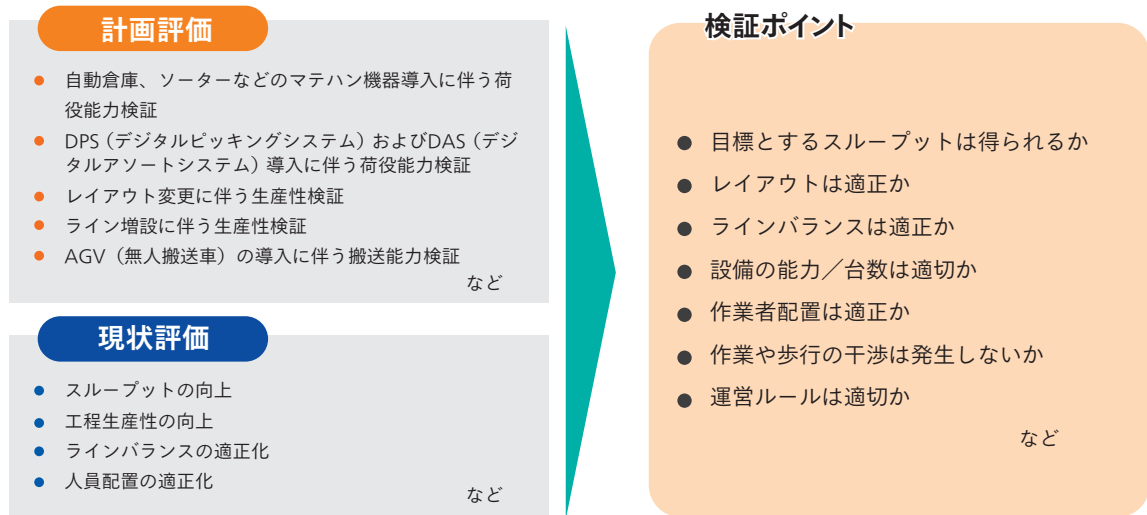 計画評価
自動倉庫、ソーターなどのマテハン機器導入に伴う荷
役能力検証
DPS（デジタルピッキングシステム）およびDAS（デジ
タルアソートシステム）導入に伴う荷役能力検証
レイアウト変更に伴う生産性検証
ライン増設に伴う生産性検証
AGV（無人搬送車）の導入に伴う搬送能力検証
など
現状評価
スループットの向上
工程生産性の向上
ラインバランスの適正化
人員配置の適正化
など
検証ポイント
目標とするスループットは得られるか
レイアウトは適正か
ラインバランスは適正か
設備の能力／台数は適切か
作業者配置は適正か
作業や歩行の干渉は発生しないか
運営ルールは適切か
など